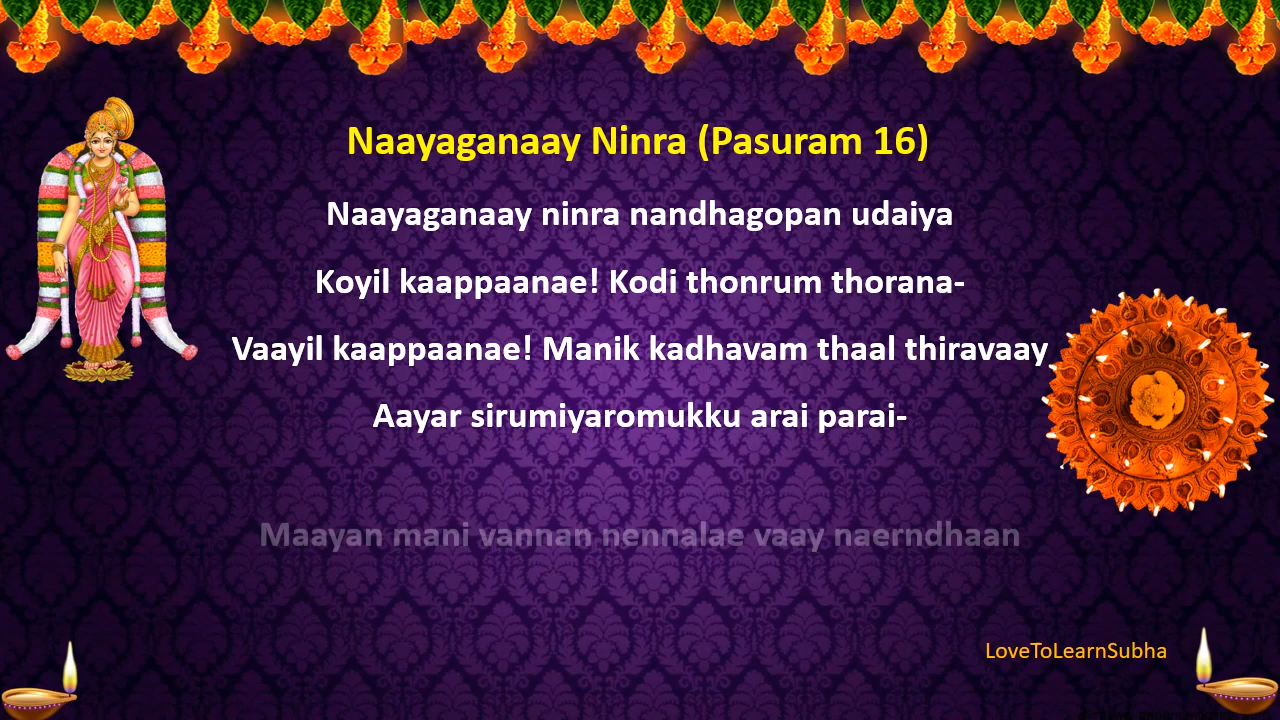 Naayaganaay Ninra (Pasuram 16)
Naayaganaay ninra nandhagopan udaiya
Koyil kaappaanae! Kodi thonrum thorana-
Vaayil kaappaanae! Manik kadhavam thaal thiravaay
Aayar sirumiyaromukku arai parai-
Maayan mani vannan nennalae vaay naerndhaan
LoveToLearnSubha